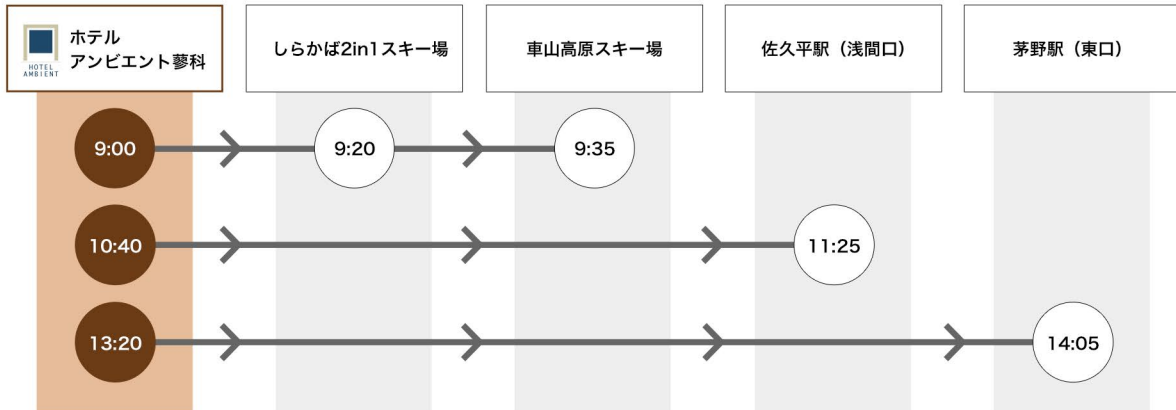 HOTEL
AMBIENT
ホテル
アンビエント蓼科
しらかば2in1スキー場
車山高原スキー場
佐久平駅（浅間口）
茅野駅（東口）
9:00
9:20
9:35
10:40
11:25
13:20
14:05